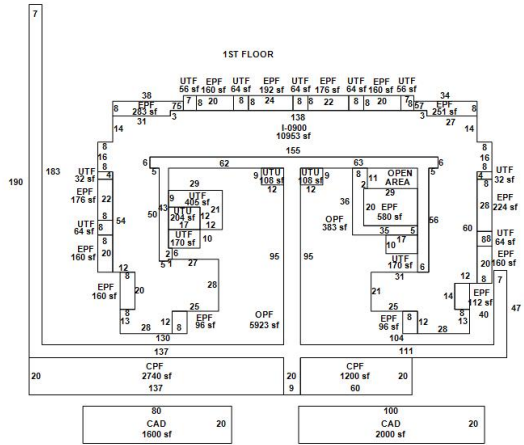 7
1ST FLOOR
UTF EPF UTF EPF UTF EPF UTF EPF UTF
56 sf 160 sf 64 sf 192 sf 64 sf 176 sf 64 sf 160 sf 56 sf
38
34
EPF
283 sf
75
7 8 20 8 8 24 8 8 22 8 8 20 7
8
57
EPF
251 sf
8
8
31
3
138
3
27
I-0900
10953 sf
14
14
8
16
155
8
16
183
190
6
62
9
UTU
108 sf
12
UTU
108 sf
9
12
63
6
8
4
UTF
32 sf
5
5
8
4
UTF
32 sf
EPF
176 sf
22
29
11
2
OPEN
AREA
29
28
EPF
224 sf
9
UTF
405 sf
43
UTU
204 sf
12
21
17
50
36
20
EPF
580 sf
OPF
383 sf
56
54
60
8
UTF
64 sf
8
UTF
170 sf
10
35
5
17
10
UTF
64 sf
88
EPF
160 sf
20
2
6
95
95
UTF
170 sf
20
EPF
160 sf
5
1
27
31
6
12
8
28
21
12
8
7
EPF
160 sf
20
14
EPF
112 sf
8
13
25
12
EPF
96 sf
8
28
OPF
5923 sf
25
EPF
96 sf
8
12
28
8
13
40
47
130
104
137
111
20
CPF
2740 sf
20
CPF
1200 sf
20
137
9
60
80
CAD
1600 sf
20
100
CAD
2000 sf
20